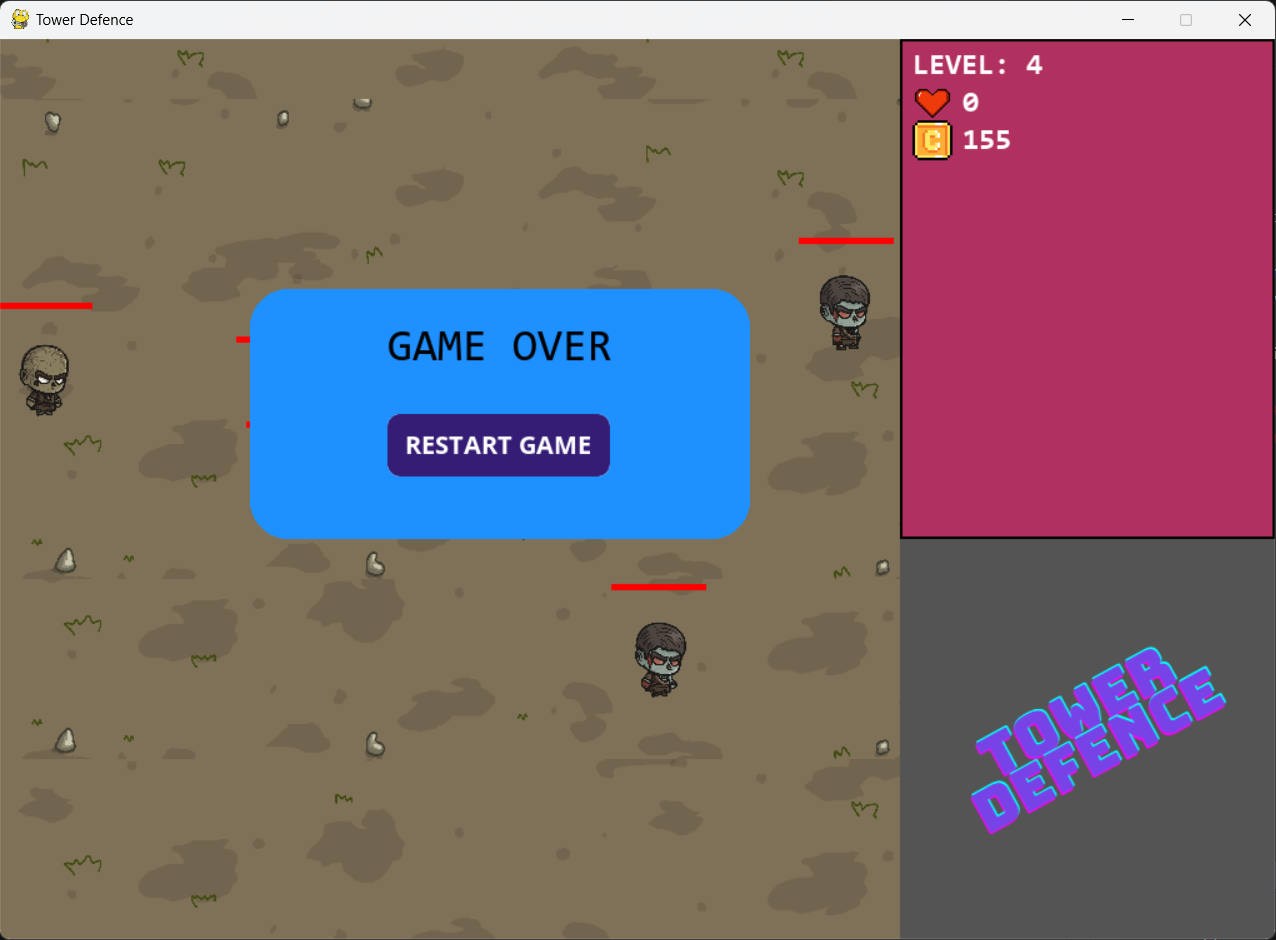 Tower Defence
LEVEL: 4
0
C 155
GAME OVER
RESTART GAME
TOWER
DEFENCE